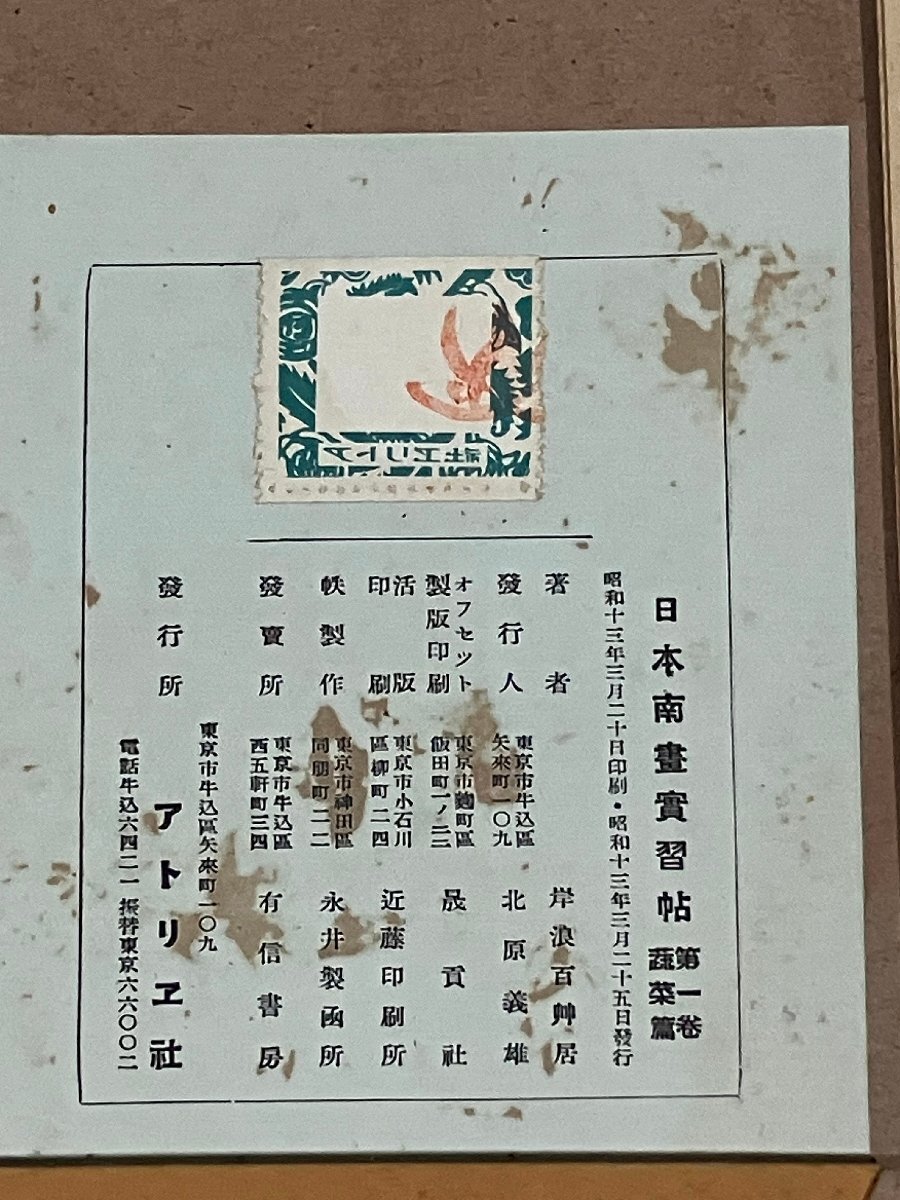 日本南畫實習帖 第一卷 蔬菜篇
昭和十三年三月二十日印刷・昭和十三年三月二十五日發行
著者 岸浪百艸居
發行人 東京市牛込區矢來町一〇九 北原義雄
オフセット製版印刷 東京市麴町區飯田町一ノ二三 晟貢社
活版印刷 東京市小石川區柳町二四 近藤印刷所
帙製作 東京市神田區同朋町二二 永井製凾所
發賣所 東京市牛込區西五軒町三四 有信書房
發行所 東京市牛込區矢來町一〇九
アトリヱ社
電話牛込六四二一 振替東京六六〇〇二
アトリエ社